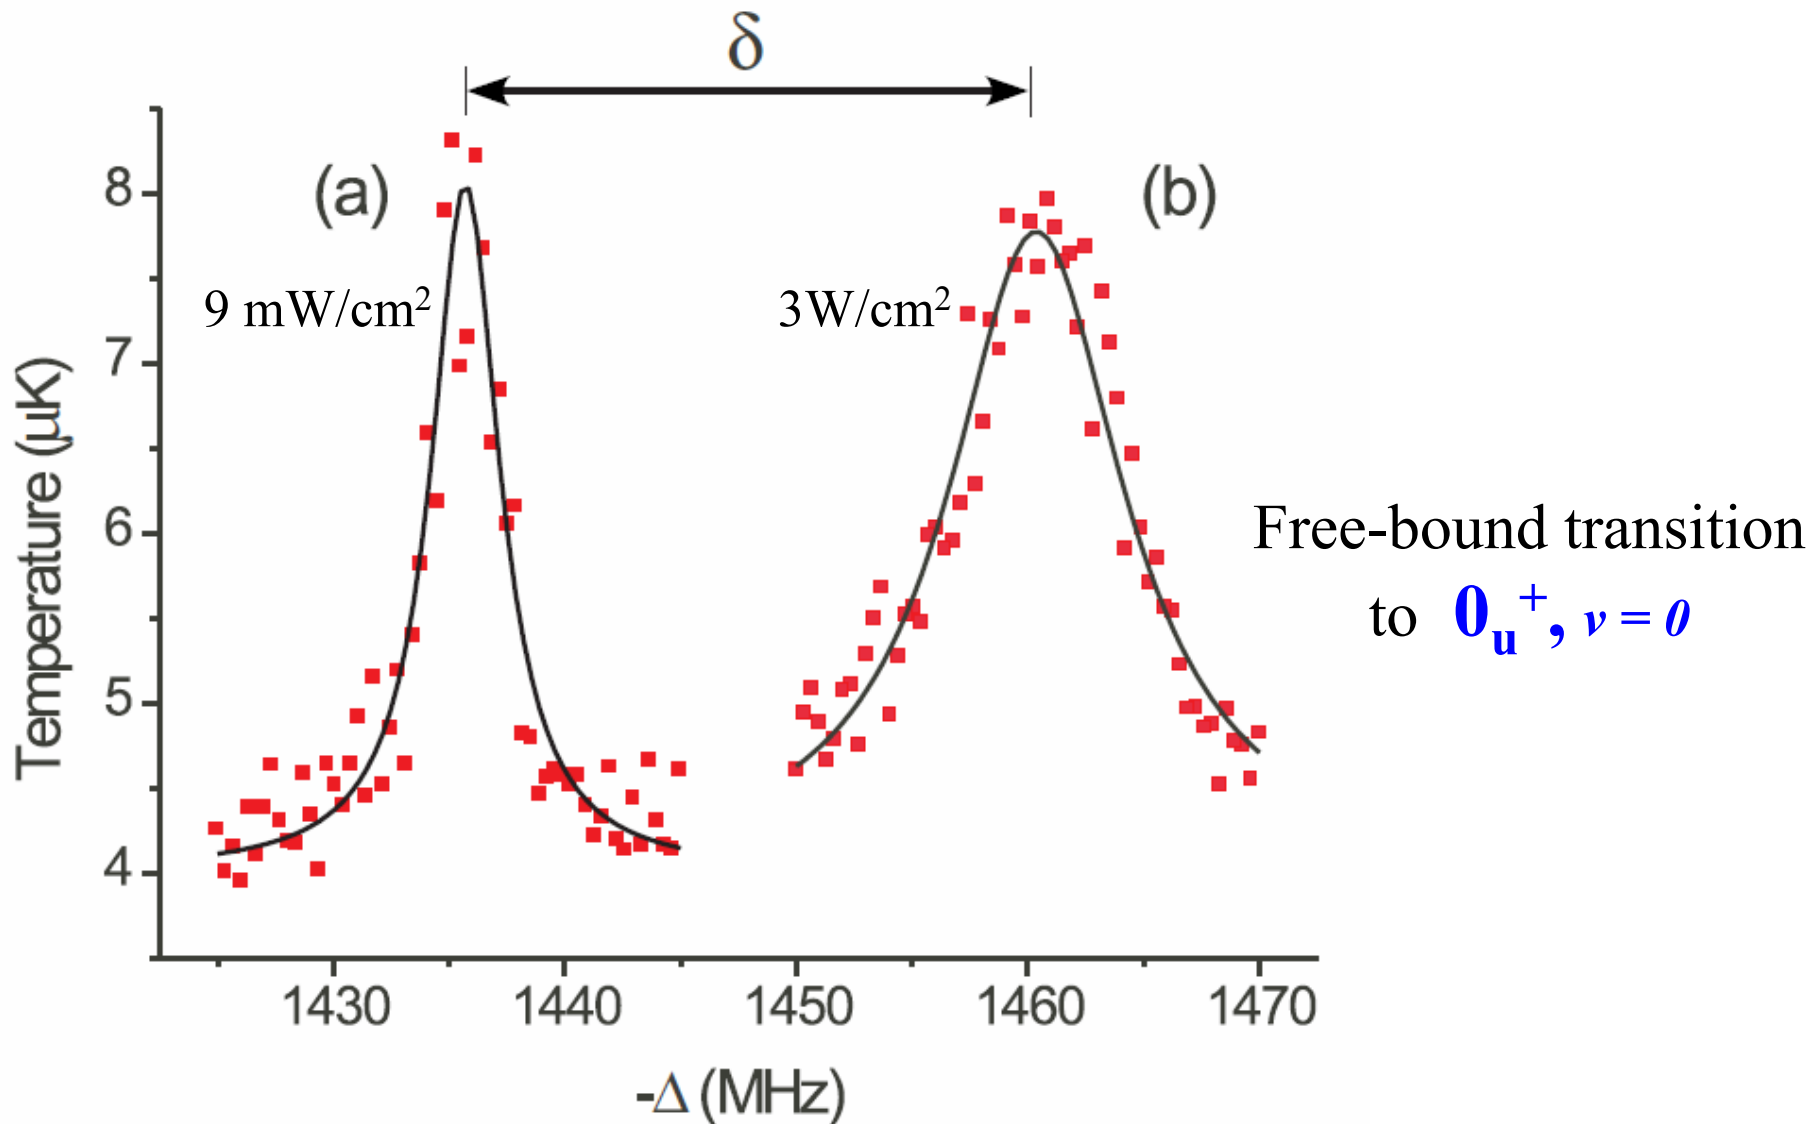 δ
(a)
(b)
9 mW/cm²
3W/cm²
8
7
6
5
4
Temperature (μK)
Free-bound transition
to 0ᵤ⁺, v = 0
1430 1440 1450 1460 1470
-Δ (MHz)